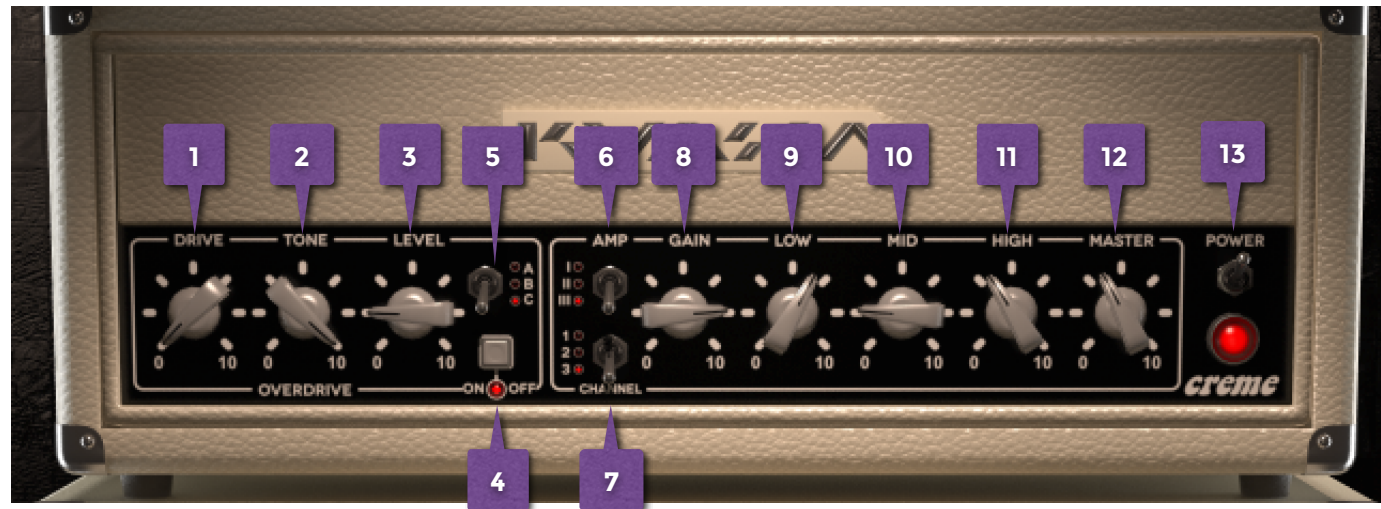 1 2 3 5 6 8 9 10 11 12 13
DRIVE TONE LEVEL AMP GAIN LOW MID HIGH MASTER POWER
A
B
C
I
II
III
1
2
3
0 10 0 10 0 10 0 10 0 10 0 10 0 10 0 10
OVERDRIVE ON OFF CHANNEL creme
4 7